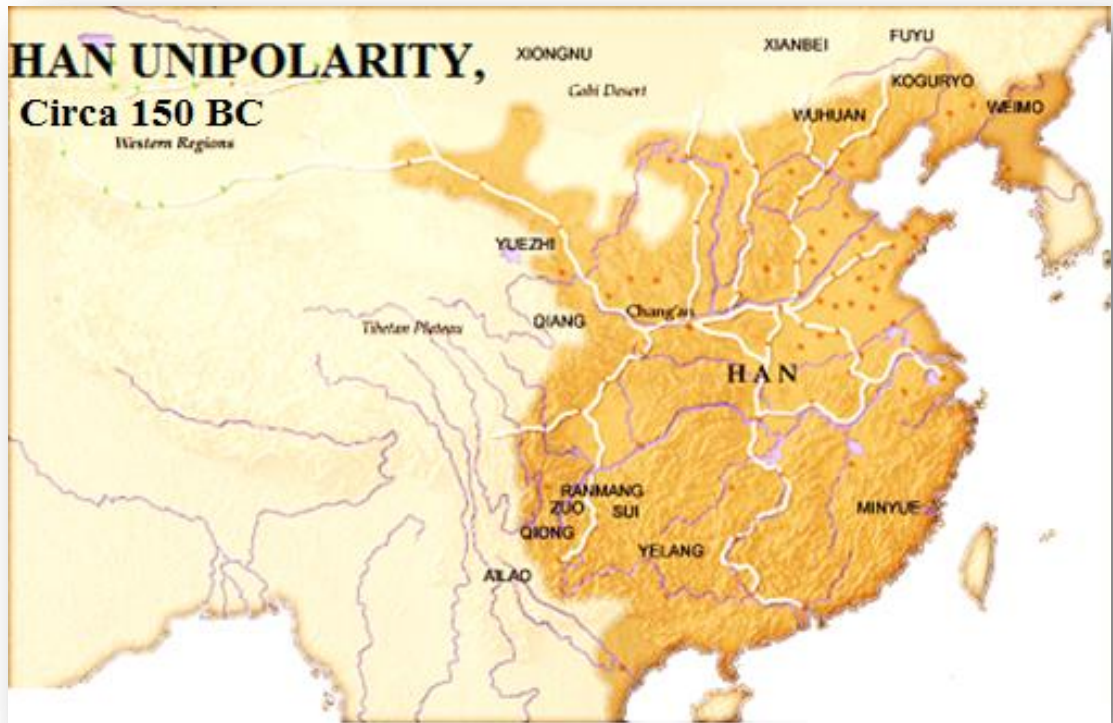 HAN UNIPOLARITY,
Circa 150 BC
Western Regions
XIONGNU
Gobi Desert
XIANBEI
FUYU
KOGURYO
WUHUAN
WEIMO
YUEZHI
QIANG
Chang'an
Tibetan Plateau
HAN
RANMANG
ZUO
SUI
QIONG
MINYUE
YELANG
AILAO